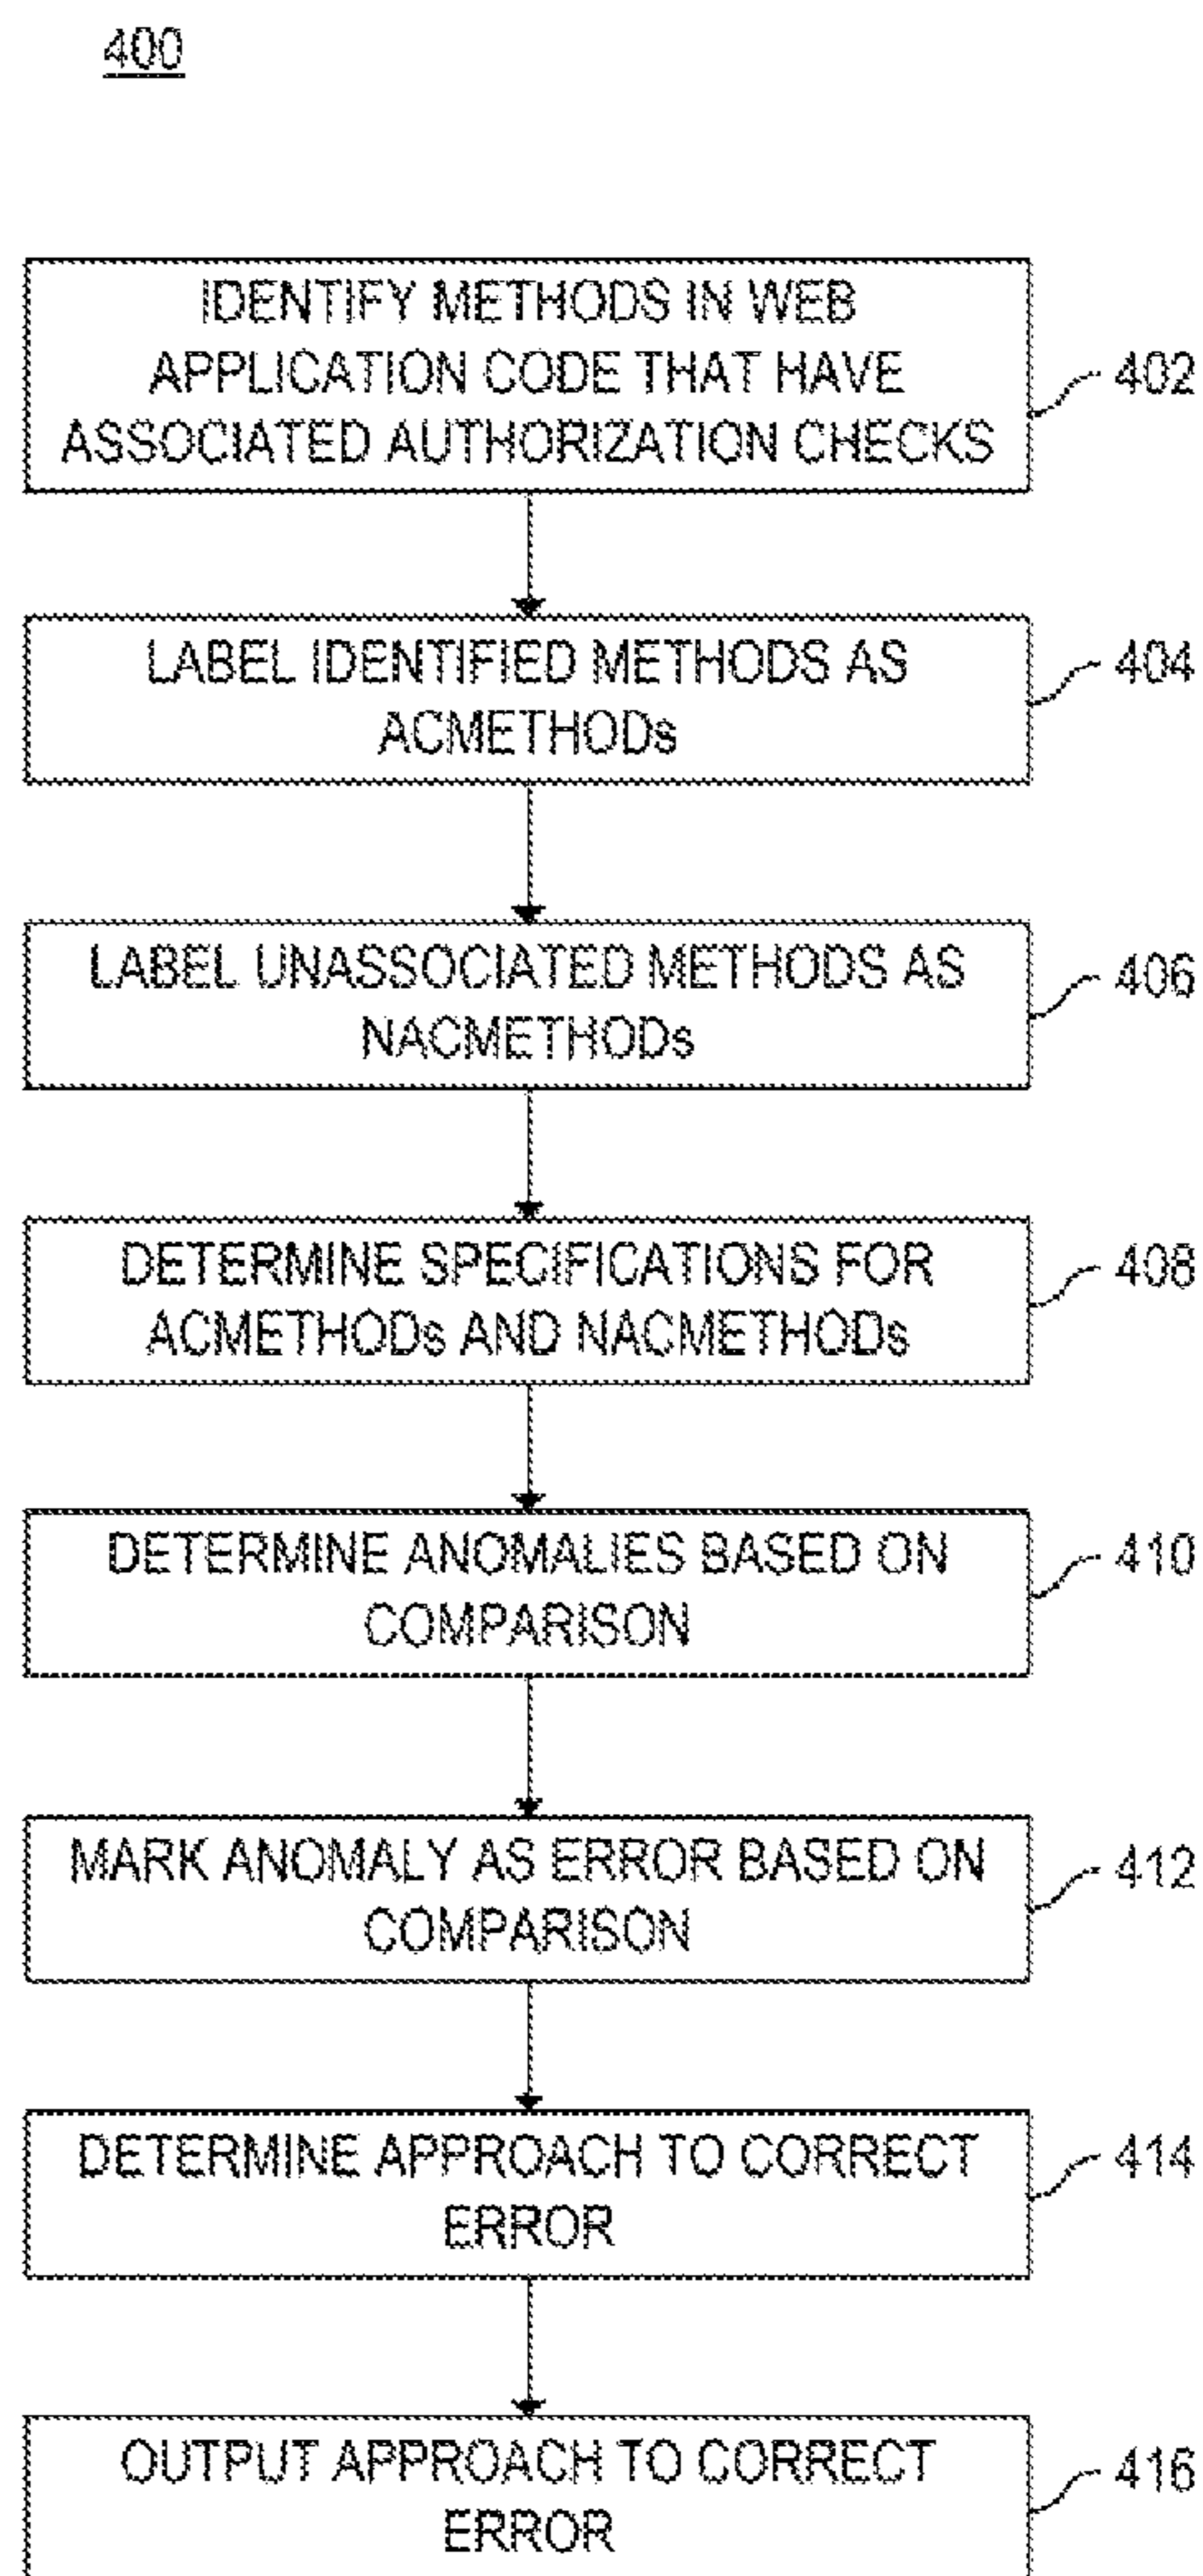 400
IDENTIFY METHODS IN WEB
APPLICATION CODE THAT HAVE
ASSOCIATED AUTHORIZATION CHECKS
402
LABEL IDENTIFIED METHODS AS
ACMETHODs
404
LABEL UNASSOCIATED METHODS AS
NACMETHODs
406
DETERMINE SPECIFICATIONS FOR
ACMETHODs AND NACMETHODs
408
DETERMINE ANOMALIES BASED ON
COMPARISON
410
MARK ANOMALY AS ERROR BASED ON
COMPARISON
412
DETERMINE APPROACH TO CORRECT
ERROR
414
OUTPUT APPROACH TO CORRECT
ERROR
416